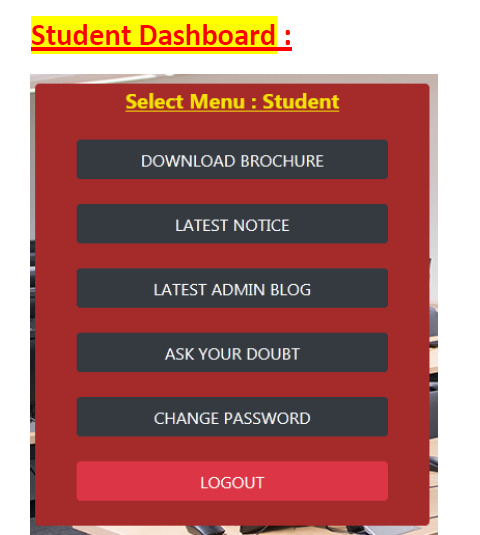 Student Dashboard :
Select Menu : Student
DOWNLOAD BROCHURE
LATEST NOTICE
LATEST ADMIN BLOG
ASK YOUR DOUBT
CHANGE PASSWORD
LOGOUT